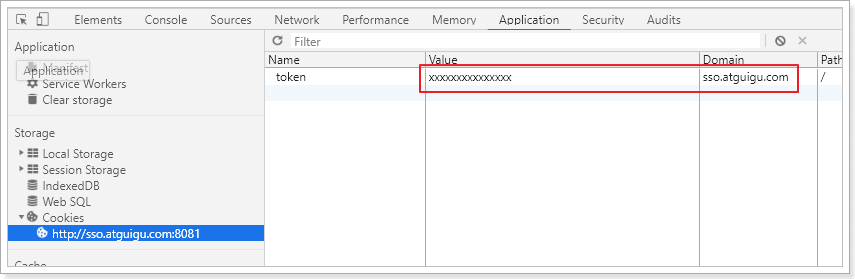 Elements Console Sources Network Performance Memory Application Security Audits
Application
Manifest
Application
Service Workers
Clear storage
Storage
Local Storage
Session Storage
IndexedDB
Web SQL
Cookies
http://sso.atguigu.com:8081
Cache
Filter
Name Value Domain Path
token xxxxxxxxxxxxxxx sso.atguigu.com /